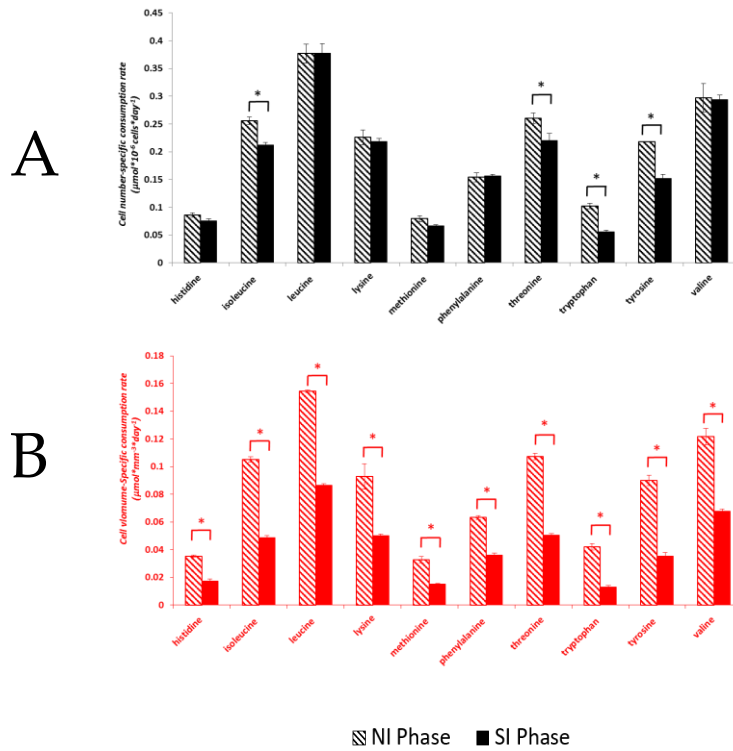 A
Cell number-specific consumption rate
(μmol*10⁻⁶cells*day⁻¹)
0.45
0.4
0.35
0.3
0.25
0.2
0.15
0.1
0.05
0
*
*
*
*
histidine
isoleucine
leucine
lysine
methionine
phenylalanine
threonine
tryptophan
tyrosine
valine
B
Cell vlomume-Specific consumption rate
(μmol*mm⁻³*day⁻¹)
0.18
0.16
0.14
0.12
0.1
0.08
0.06
0.04
0.02
0
*
*
*
*
*
*
*
*
*
*
histidine
isoleucine
leucine
lysine
methionine
phenylalanine
threonine
tryptophan
tyrosine
valine
NI Phase SI Phase